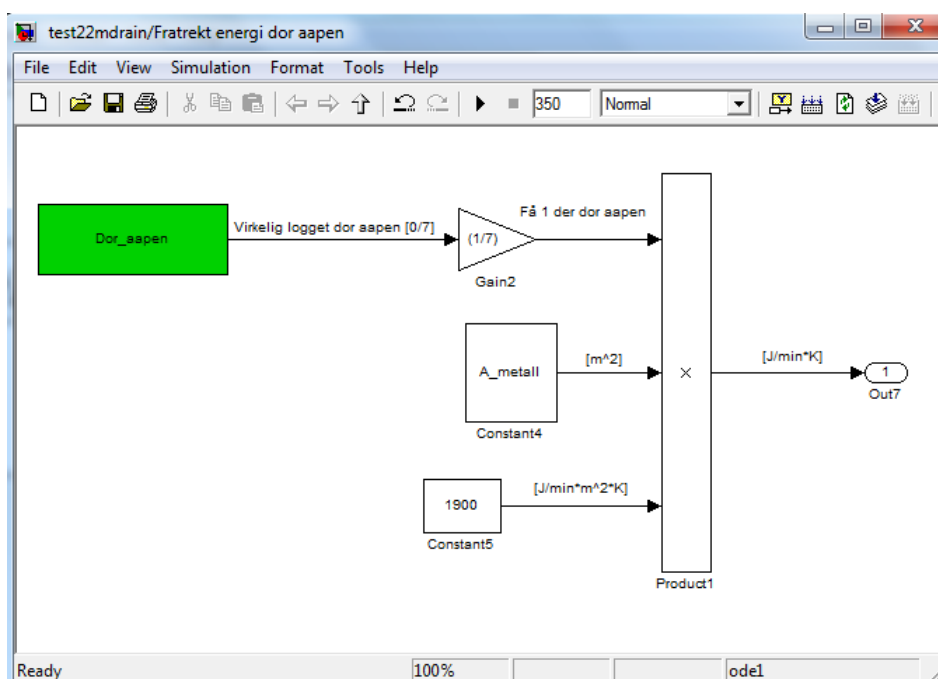 test22mdrain/Fratrekt energi dor aapen
File Edit View Simulation Format Tools Help
350 Normal
Dor_aapen
Virkelig logget dor aapen [0/7]
(1/7)
Gain2
Få 1 der dor aapen
A_metall
[m^2]
Constant4
×
[J/min*K]
1
Out7
1900
[J/min*m^2*K]
Constant5
Product1
Ready 100% ode1